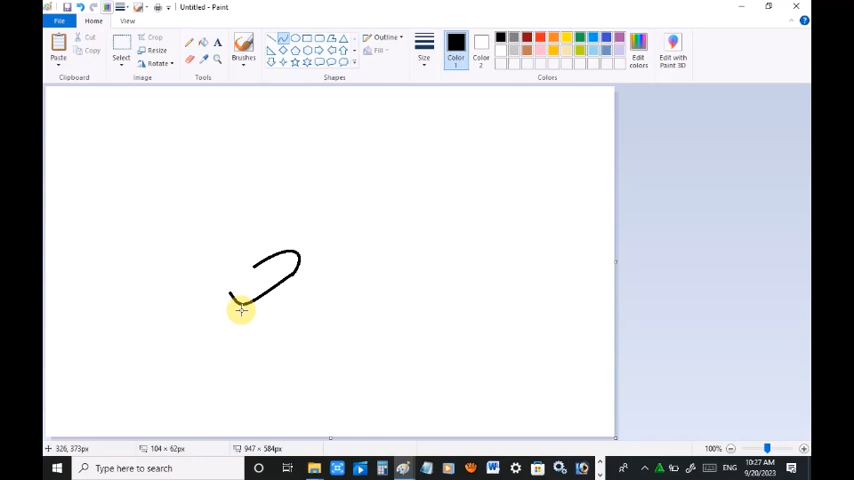 Untitled - Paint
File Home View
Paste Cut Copy Select Crop Resize Rotate Brushes Outline Fill Size Color 1 Color 2 Edit colors Edit with Paint 3D
Clipboard Image Tools Shapes Colors
326, 373px 104 × 62px 947 × 584px 100%
Type here to search ENG 10:27 AM 9/20/2023